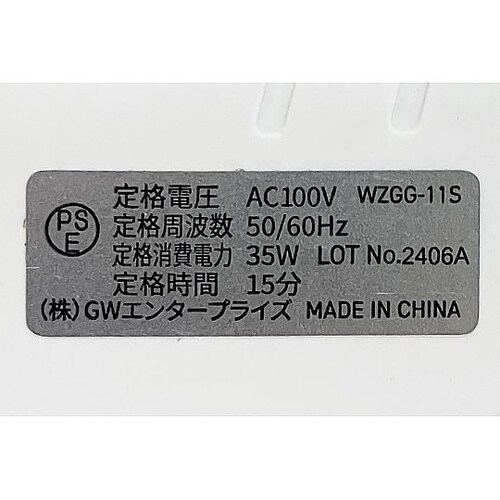 PS
E
定格電圧 AC100V WZGG-11S
定格周波数 50/60Hz
定格消費電力 35W LOT No.2406A
定格時間 15分
(株)GWエンタープライズ MADE IN CHINA